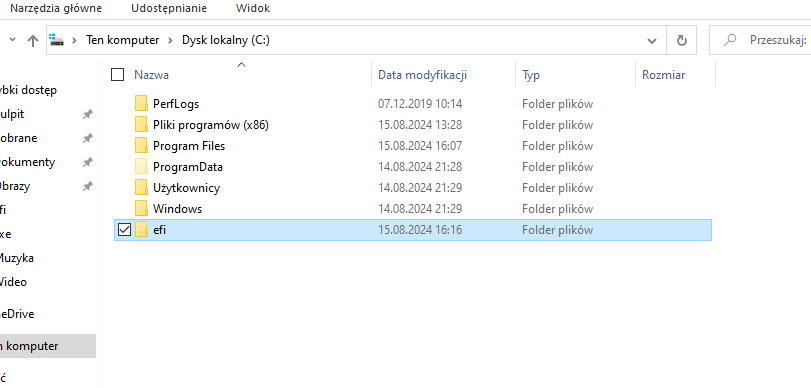 Narzędzia główne Udostępnianie Widok
Ten komputer Dysk lokalny (C:) Przeszukaj:
Nazwa Data modyfikacji Typ Rozmiar
ybki dostęp
ulpit
obrane
Dokumenty
Obrazy
fi
xe
Muzyka
Wideo
eDrive
n komputer
ć
PerfLogs 07.12.2019 10:14 Folder plików
Pliki programów (x86) 15.08.2024 13:28 Folder plików
Program Files 15.08.2024 16:07 Folder plików
ProgramData 14.08.2024 21:28 Folder plików
Użytkownicy 14.08.2024 21:29 Folder plików
Windows 14.08.2024 21:29 Folder plików
efi 15.08.2024 16:16 Folder plików